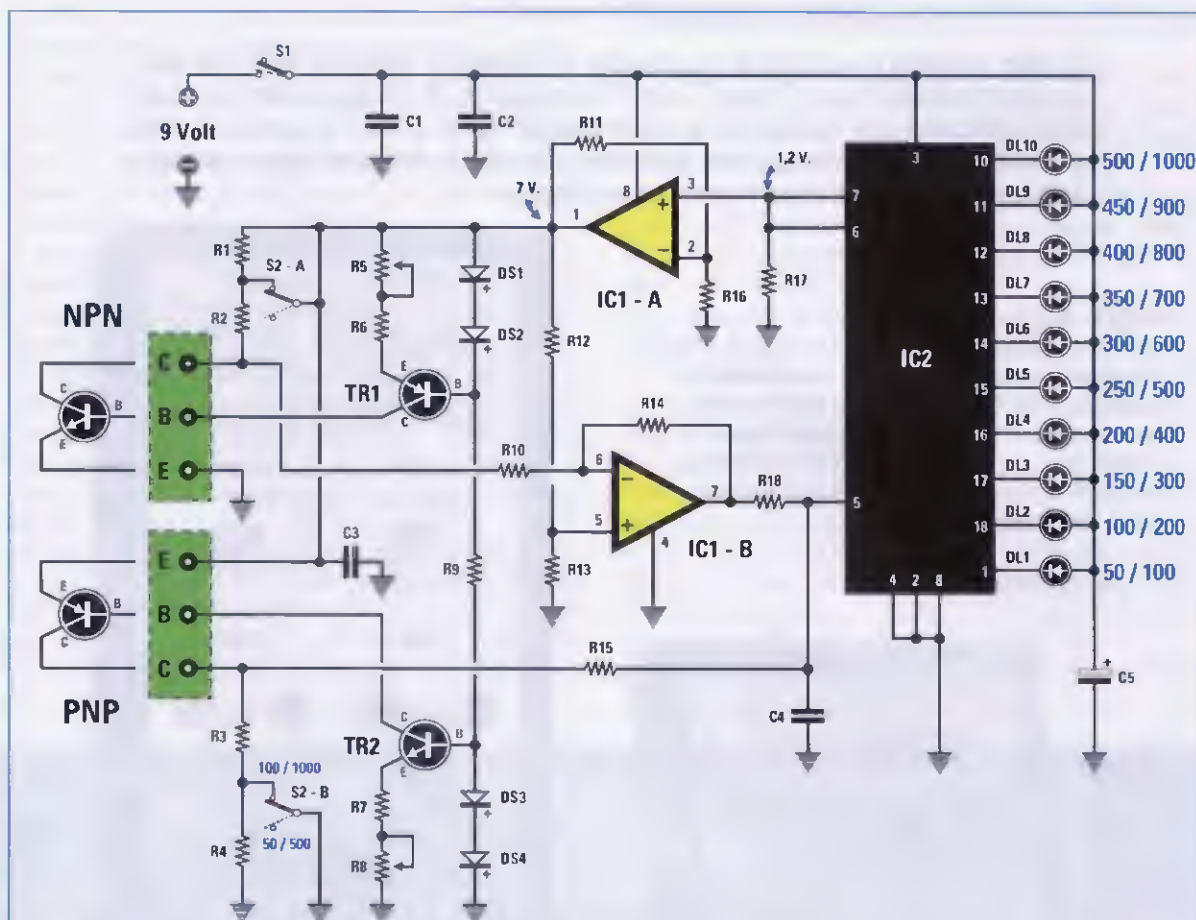 S1
9 Volt
C1
C2
R11
7 V.
1,2 V.
1
8
3
2
+
−
IC1 - A
R16
R17
3
7
6
5
IC2
4 2 8
10 DL10 500 / 1000
11 DL9 450 / 900
12 DL8 400 / 800
13 DL7 350 / 700
14 DL6 300 / 600
15 DL5 250 / 500
16 DL4 200 / 400
17 DL3 150 / 300
18 DL2 100 / 200
1 DL1 50 / 100
R1
S2 - A
R2
R5
R6
DS1
+
DS2
+
R12
NPN
C
B
E
C
B
E
TR1
E
B
C
R10
R14
6
5
−
+
7
4
R18
IC1 - B
R13
C3
R9
E
B
C
E
B
C
PNP
R15
C4
+
C5
R3
100 / 1000
S2 - B
50 / 500
R4
TR2
C
B
E
R7
R8
DS3
+
DS4
+